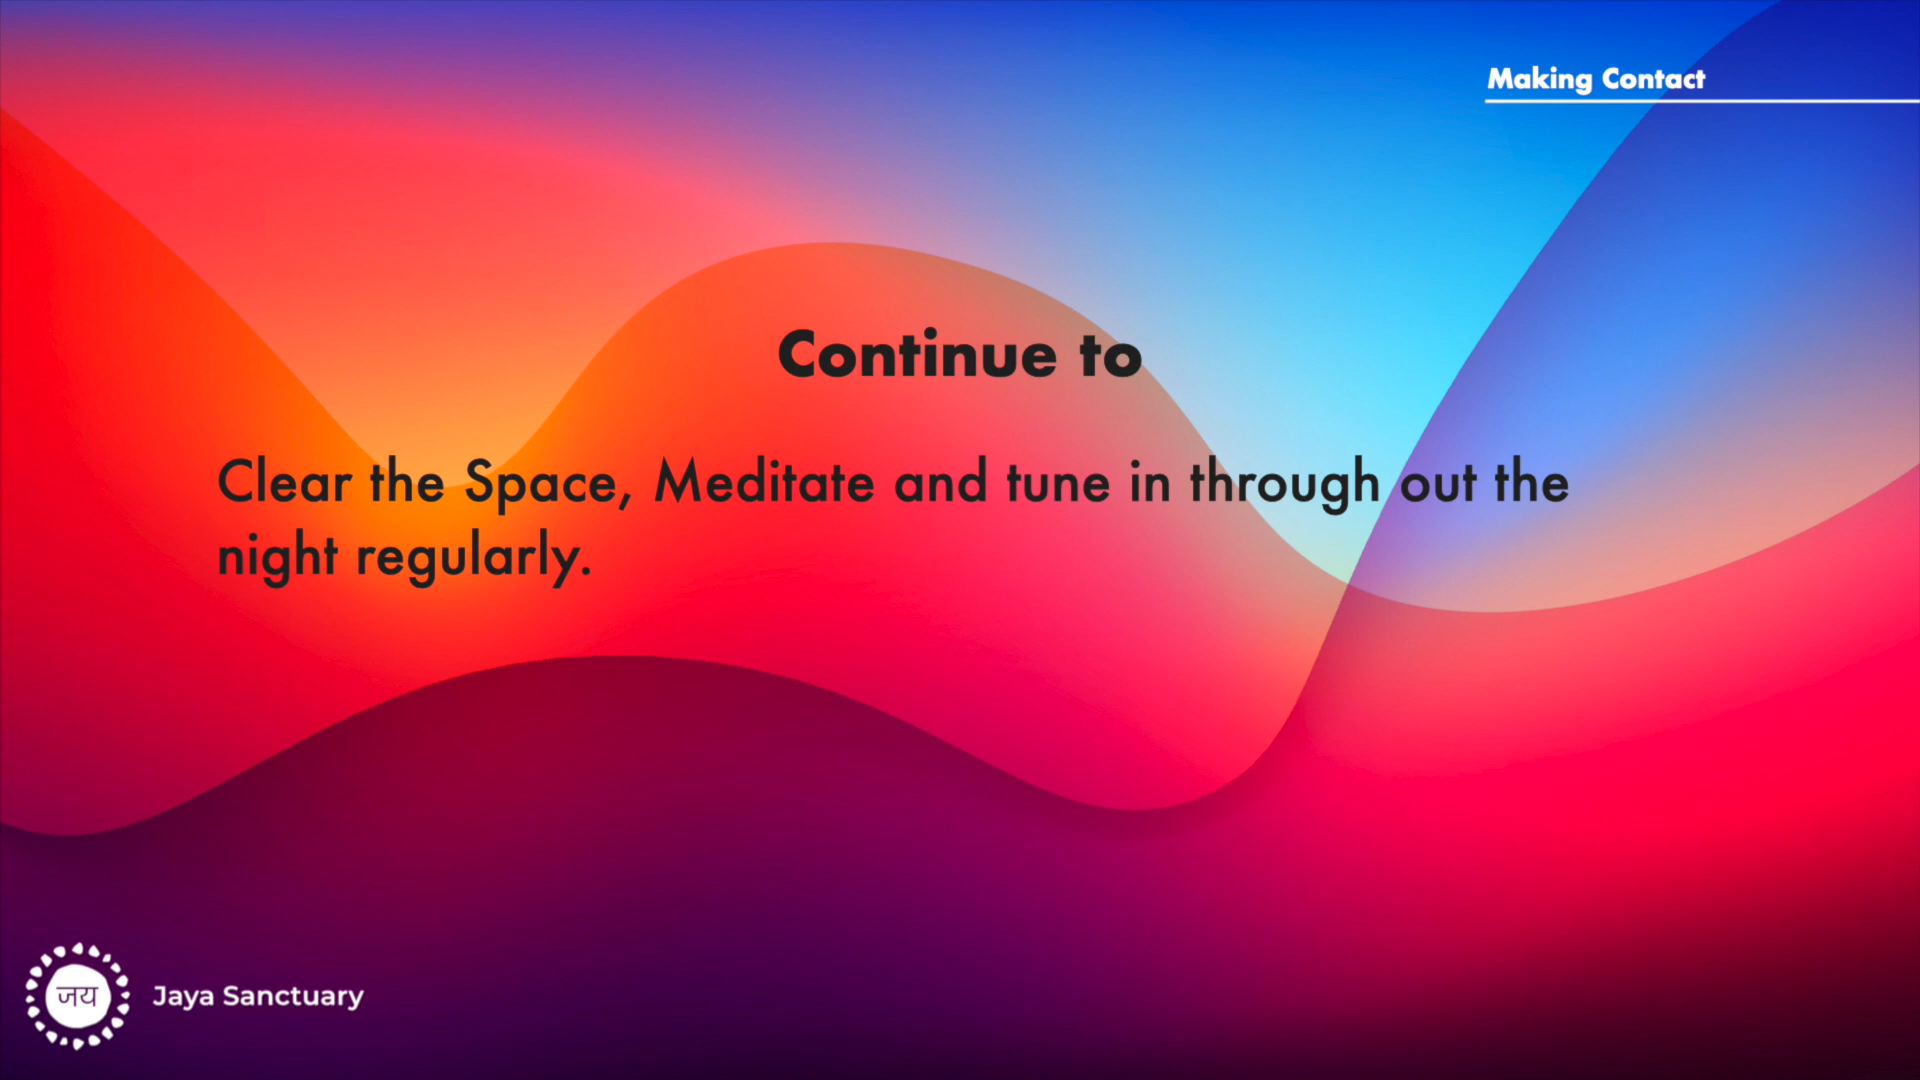 Making Contact
Continue to
Clear the Space, Meditate and tune in through out the
night regularly.
जय
Jaya Sanctuary